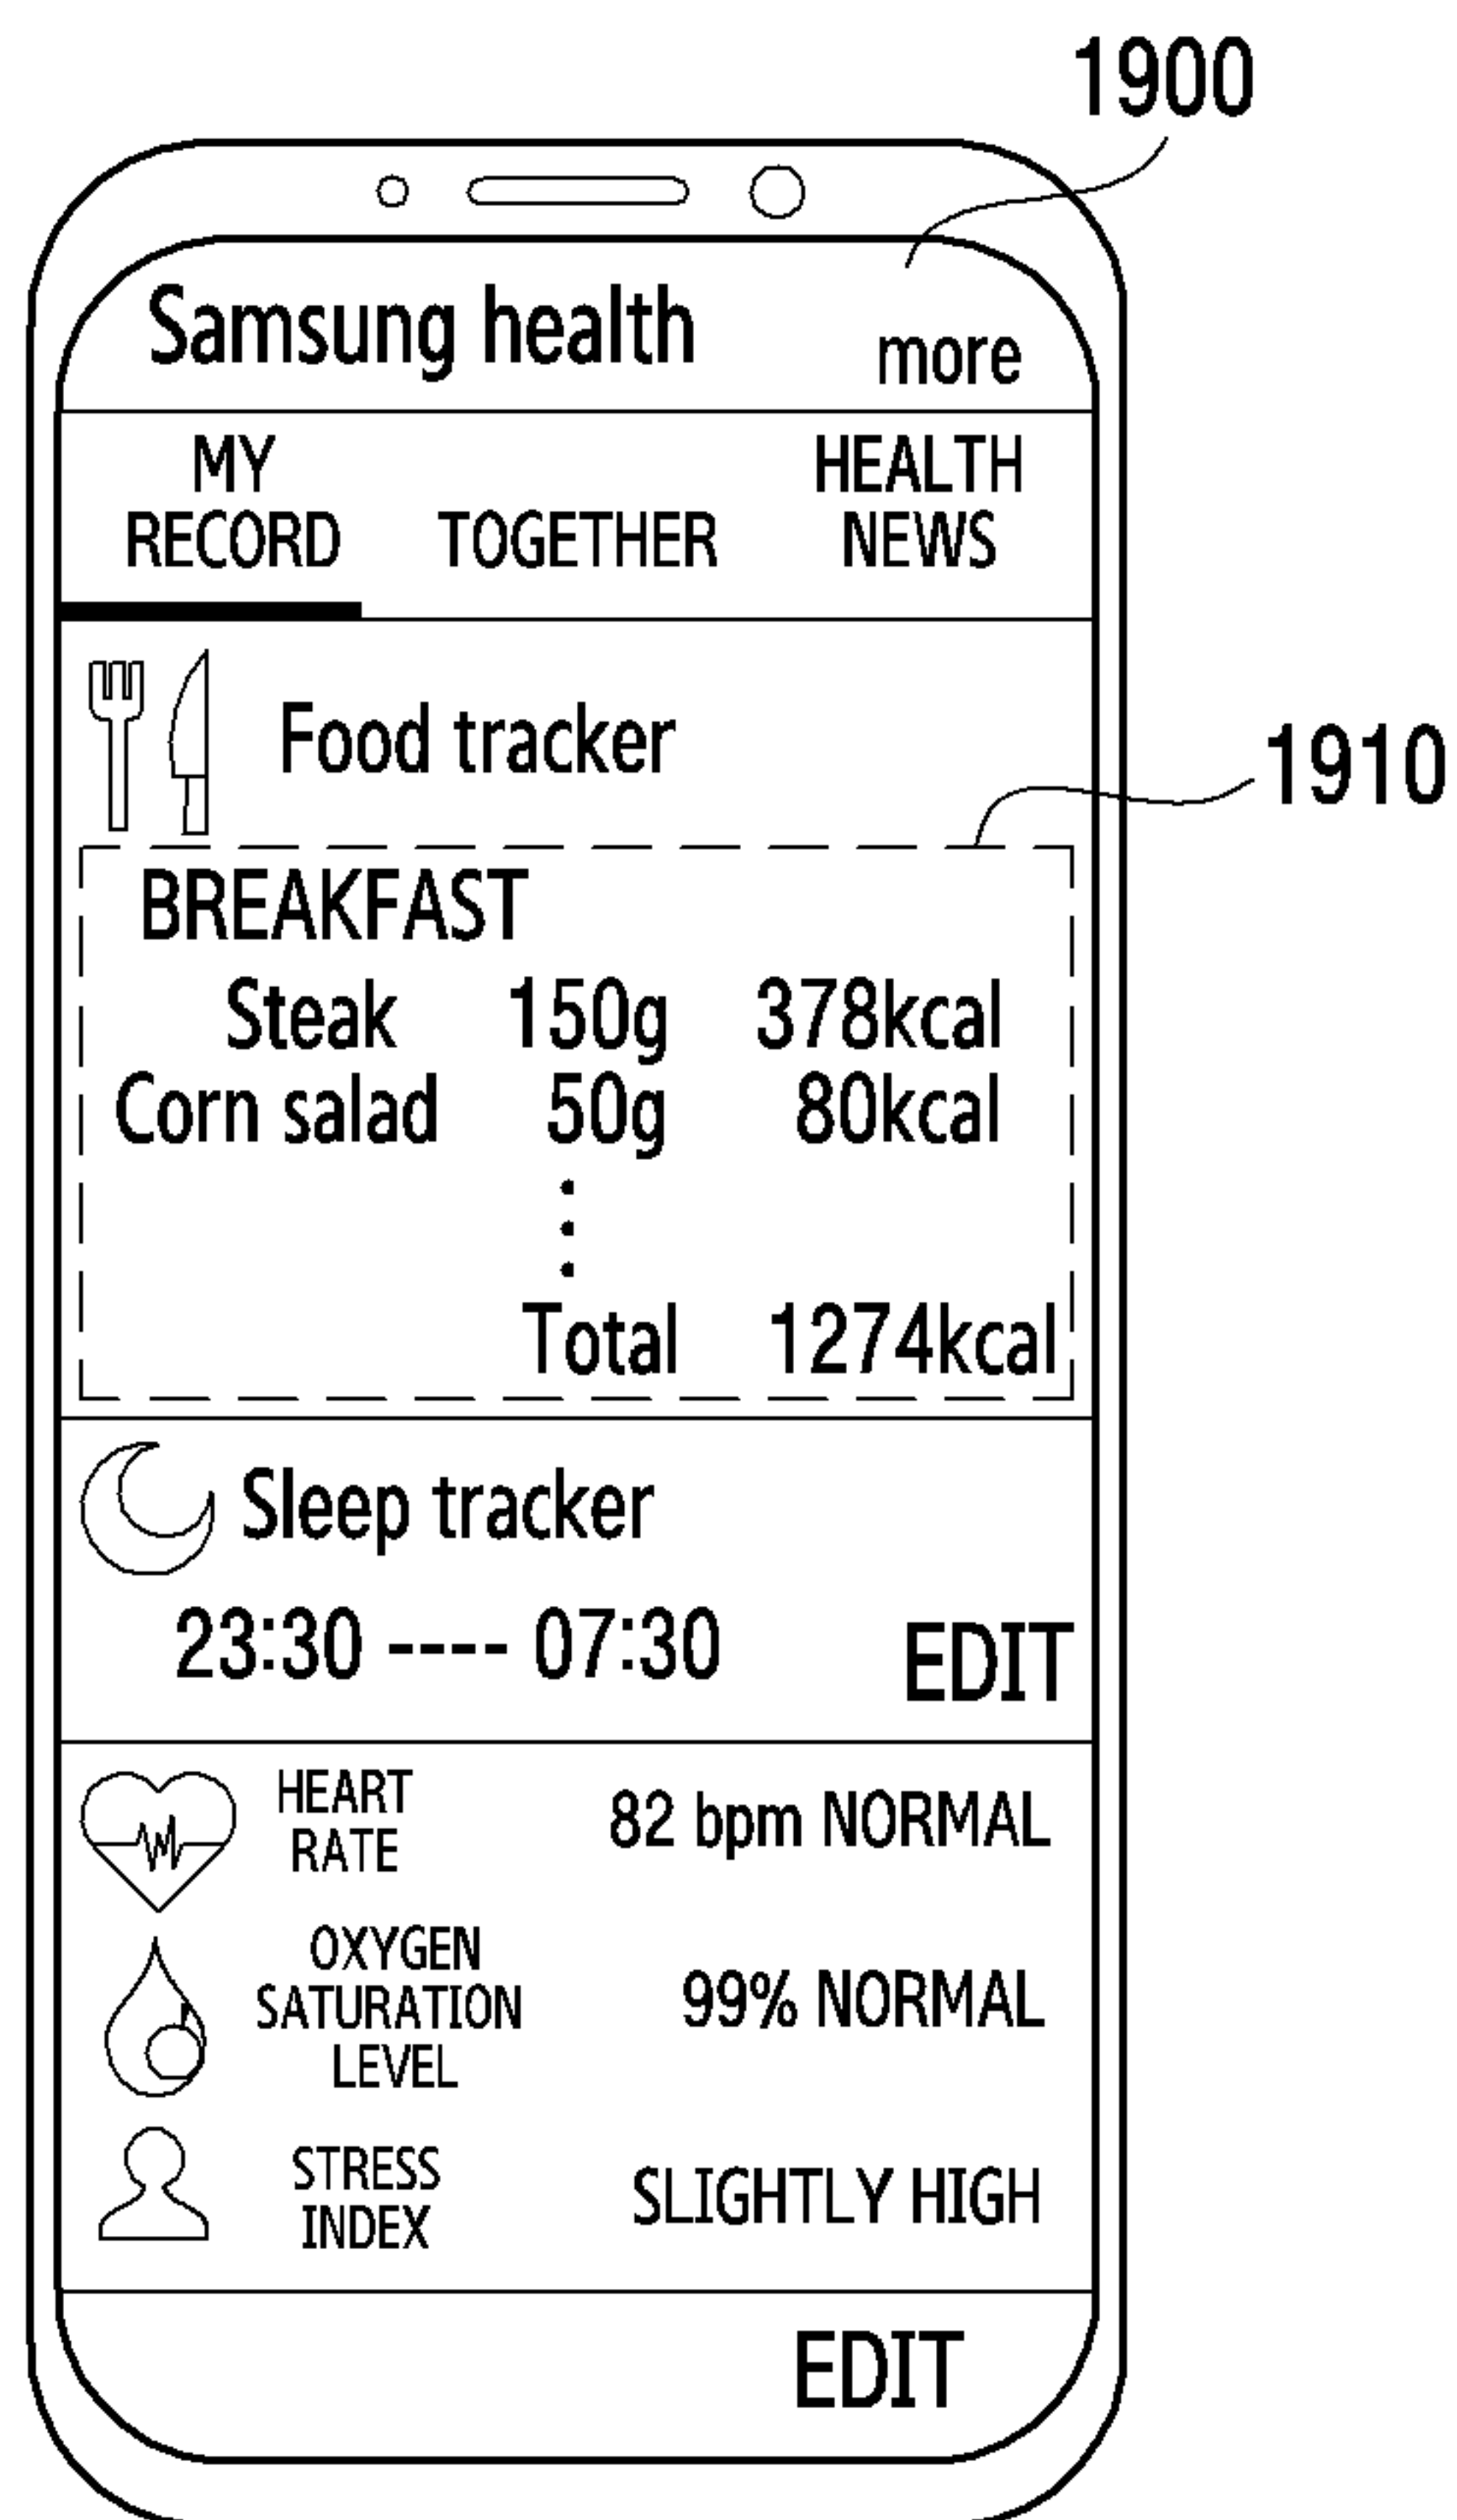 1900
Samsung health more
MY HEALTH
RECORD TOGETHER NEWS
Food tracker
1910
BREAKFAST
Steak 150g 378kcal
Corn salad 50g 80kcal
Total 1274kcal
Sleep tracker
23:30 ---- 07:30 EDIT
HEART
RATE
82 bpm NORMAL
OXYGEN
SATURATION
LEVEL
99% NORMAL
STRESS
INDEX
SLIGHTLY HIGH
EDIT